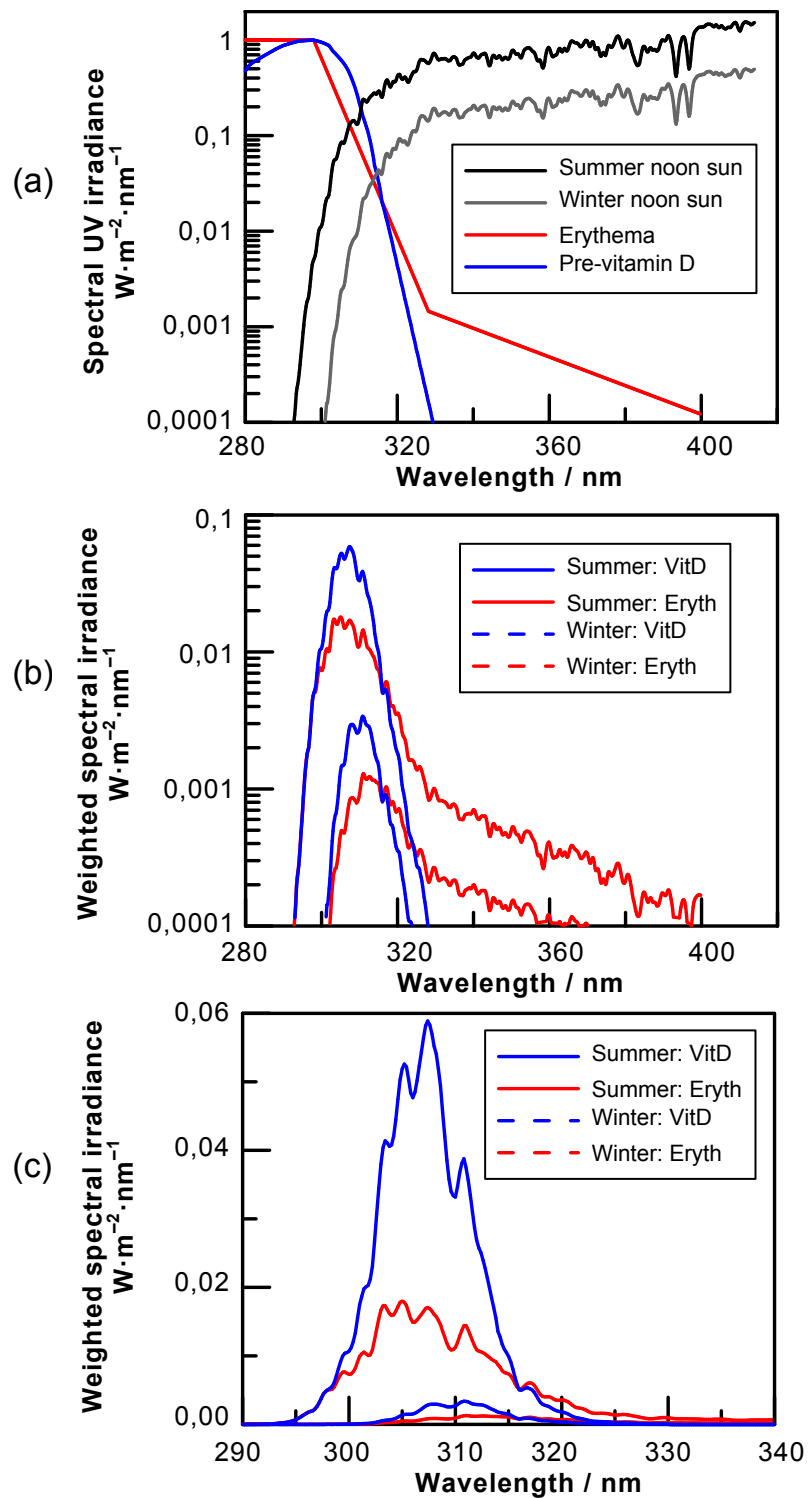 (a)
Spectral UV irradiance
W·m⁻²·nm⁻¹
1
0,1
0,01
0,001
0,0001
Summer noon sun
Winter noon sun
Erythema
Pre-vitamin D
280 320 360 400
Wavelength / nm
(b)
Weighted spectral irradiance
W·m⁻²·nm⁻¹
0,1
0,01
0,001
0,0001
Summer: VitD
Summer: Eryth
Winter: VitD
Winter: Eryth
280 320 360 400
Wavelength / nm
(c)
Weighted spectral irradiance
W·m⁻²·nm⁻¹
0,06
0,04
0,02
0,00
Summer: VitD
Summer: Eryth
Winter: VitD
Winter: Eryth
290 300 310 320 330 340
Wavelength / nm